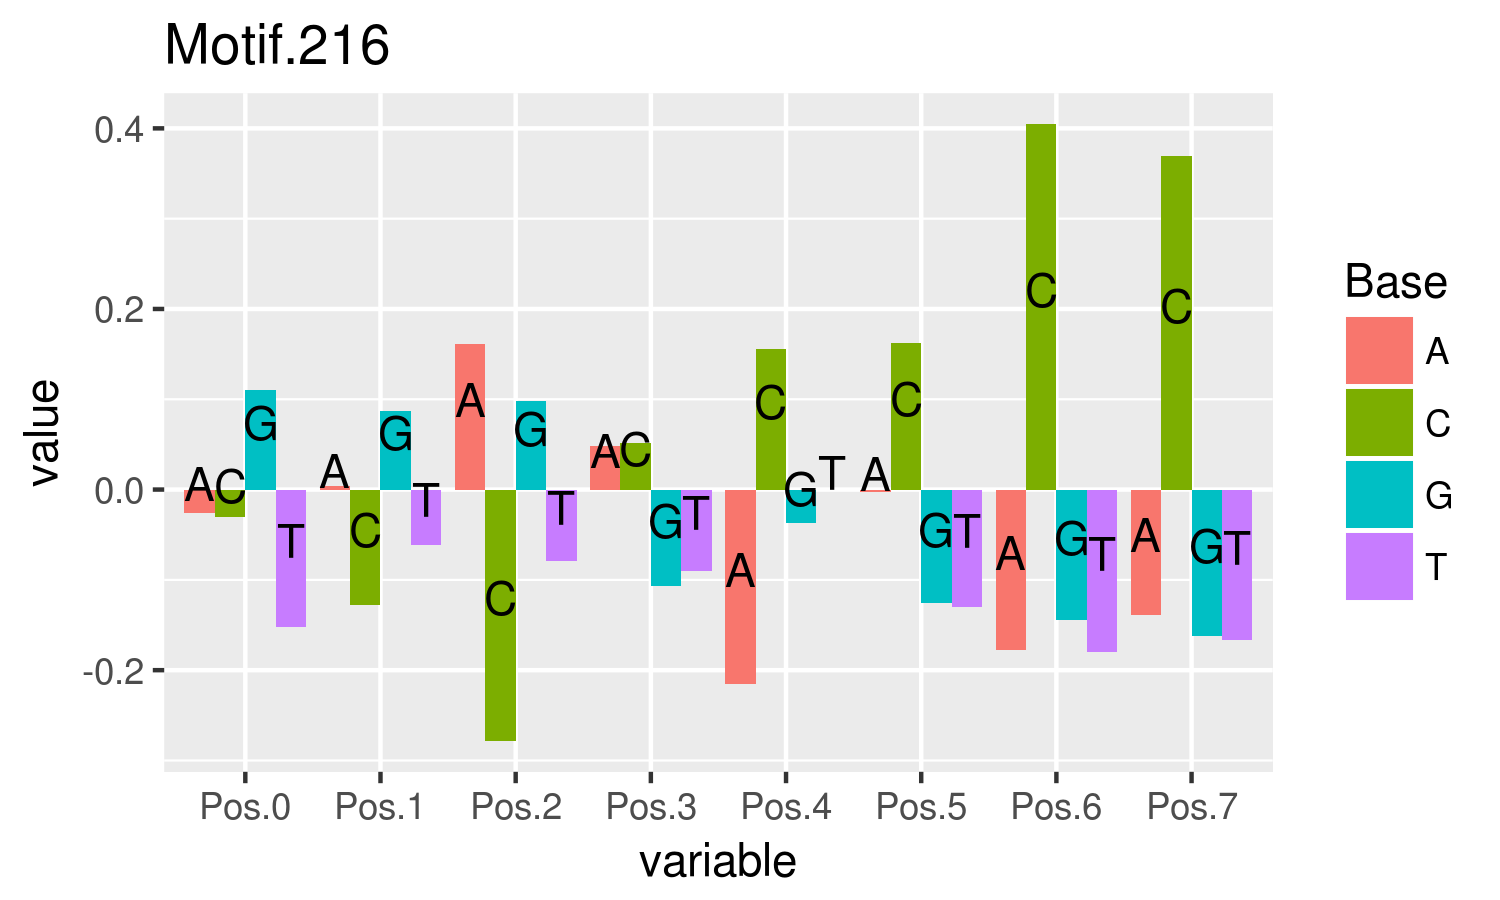 Motif.216
0.4
0.2
0.0
-0.2
value
A C G T
A C G T
A C G T
A C G T
A C G T
A C G T
A C G T
A C G T
Pos.0 Pos.1 Pos.2 Pos.3 Pos.4 Pos.5 Pos.6 Pos.7
variable
Base
A
C
G
T